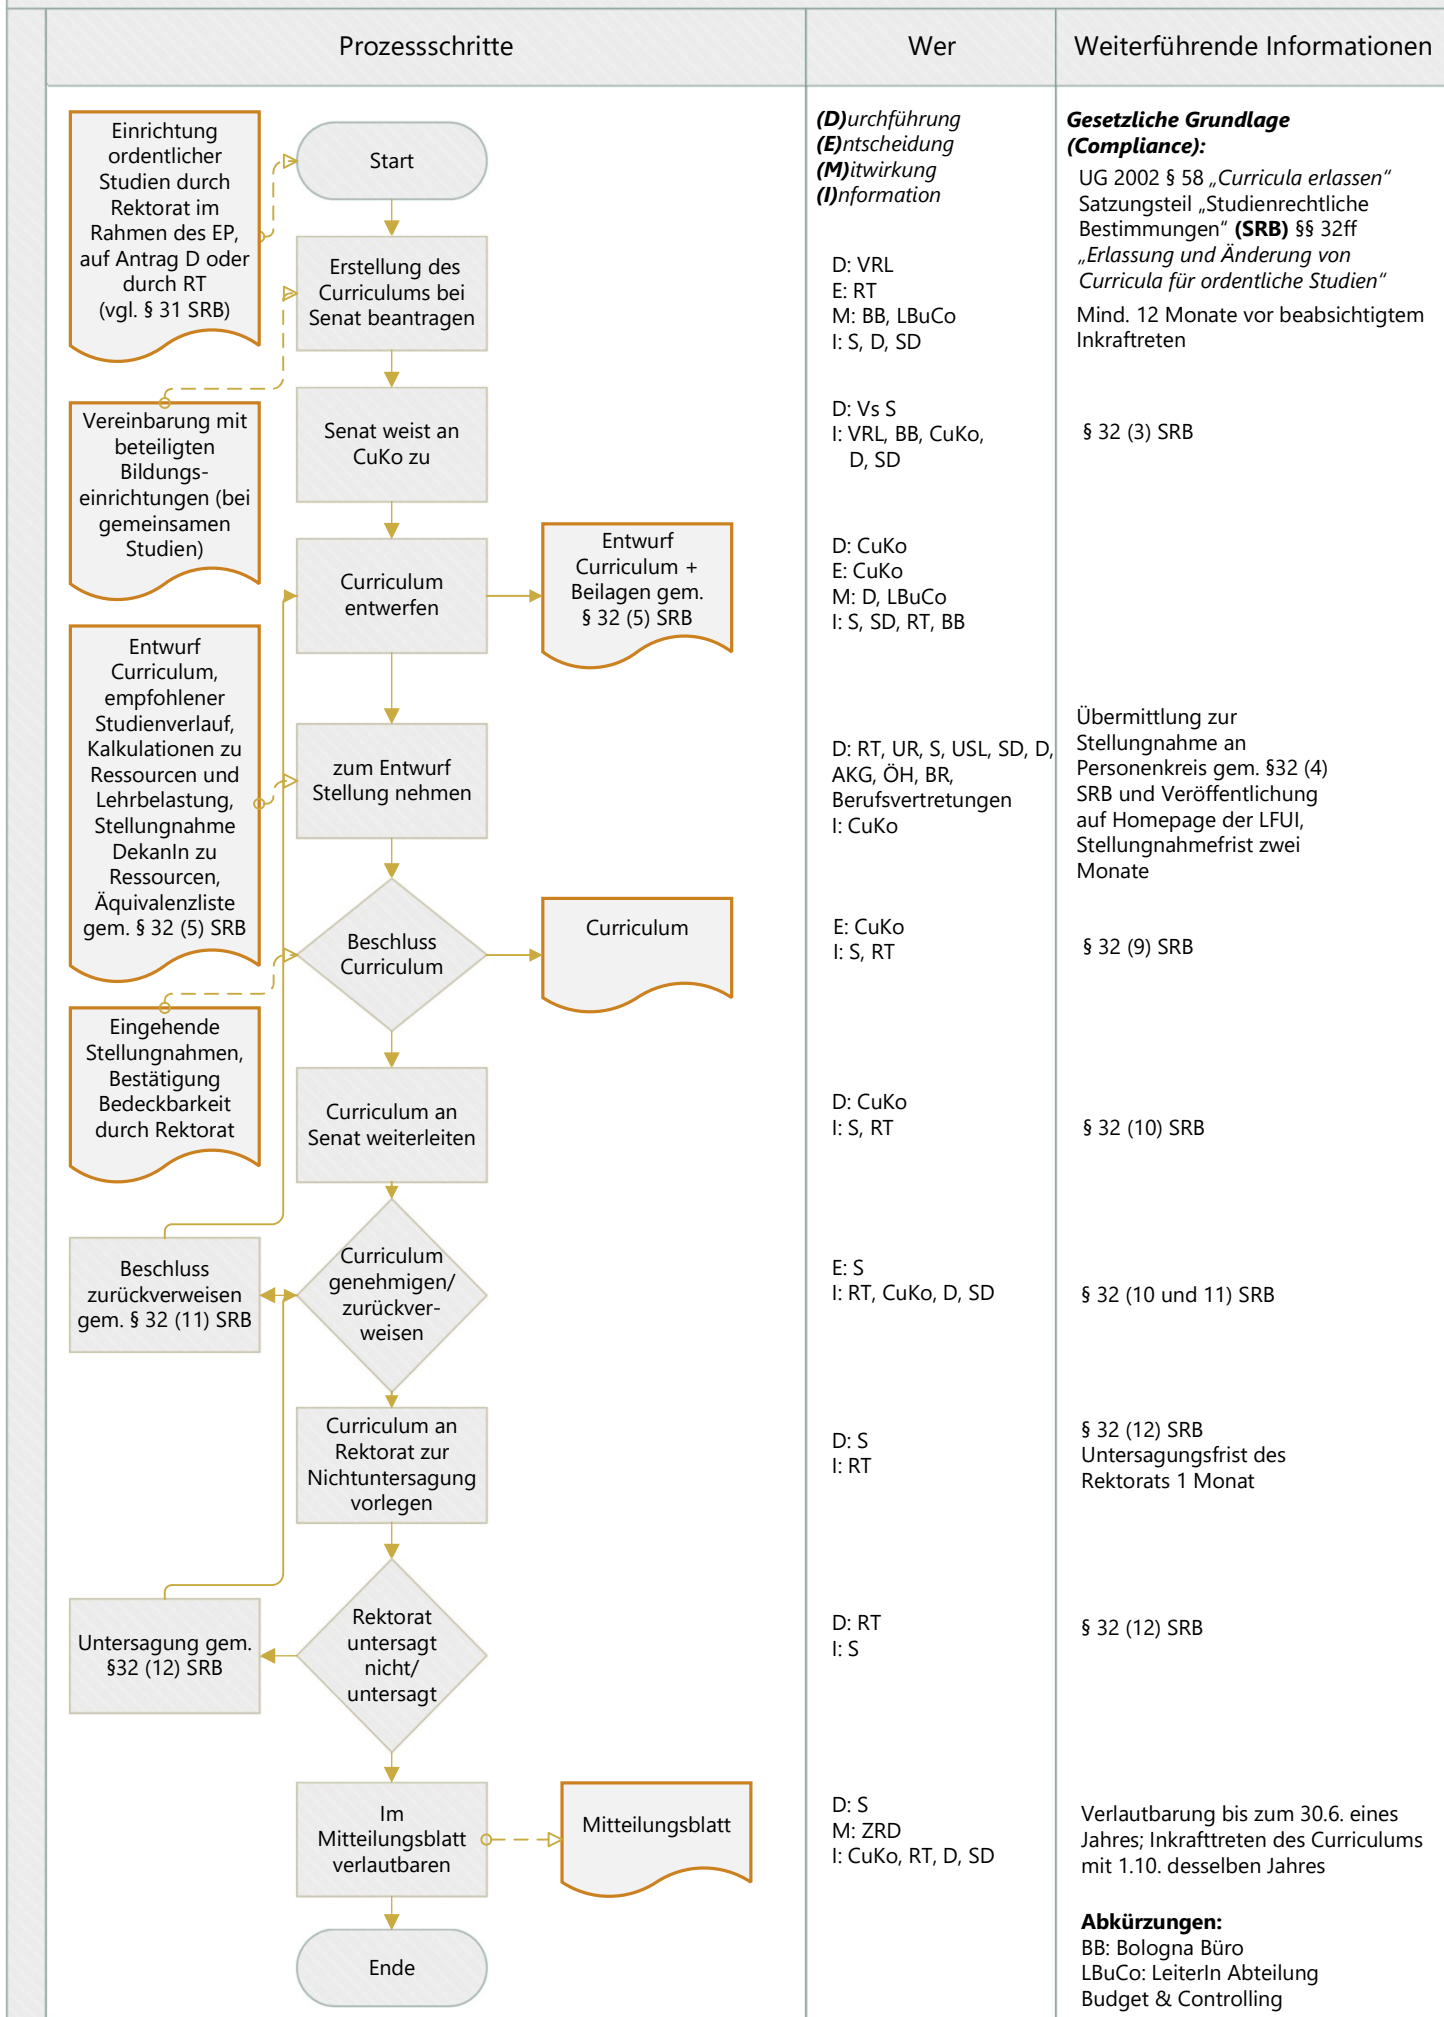 Prozessschritte
Wer
Weiterführende Informationen
Einrichtung
ordentlicher
Studien durch
Rektorat im
Rahmen des EP,
auf Antrag D oder
durch RT
(vgl. § 31 SRB)
Start
(D)urchführung
(E)ntscheidung
(M)itwirkung
(I)nformation
Gesetzliche Grundlage
(Compliance):
UG 2002 § 58 „Curricula erlassen“
Satzungsteil „Studienrechtliche
Bestimmungen“ (SRB) §§ 32ff
„Erlassung und Änderung von
Curricula für ordentliche Studien“
Erstellung des
Curriculums bei
Senat beantragen
D: VRL
E: RT
M: BB, LBuCo
I: S, D, SD
Mind. 12 Monate vor beabsichtigtem
Inkraftreten
Vereinbarung mit
beteiligten
Bildungs-
einrichtungen (bei
gemeinsamen
Studien)
Senat weist an
CuKo zu
D: Vs S
I: VRL, BB, CuKo,
D, SD
§ 32 (3) SRB
Curriculum
entwerfen
Entwurf
Curriculum +
Beilagen gem.
§ 32 (5) SRB
D: CuKo
E: CuKo
M: D, LBuCo
I: S, SD, RT, BB
Entwurf
Curriculum,
empfohlener
Studienverlauf,
Kalkulationen zu
Ressourcen und
Lehrbelastung,
Stellungnahme
DekanIn zu
Ressourcen,
Äquivalenzliste
gem. § 32 (5) SRB
zum Entwurf
Stellung nehmen
D: RT, UR, S, USL, SD, D,
AKG, ÖH, BR,
Berufsvertretungen
I: CuKo
Übermittlung zur
Stellungnahme an
Personenkreis gem. §32 (4)
SRB und Veröffentlichung
auf Homepage der LFUI,
Stellungnahmefrist zwei
Monate
Beschluss
Curriculum
Curriculum
E: CuKo
I: S, RT
§ 32 (9) SRB
Eingehende
Stellungnahmen,
Bestätigung
Bedeckbarkeit
durch Rektorat
Curriculum an
Senat weiterleiten
D: CuKo
I: S, RT
§ 32 (10) SRB
Beschluss
zurückverweisen
gem. § 32 (11) SRB
Curriculum
genehmigen/
zurückver-
weisen
E: S
I: RT, CuKo, D, SD
§ 32 (10 und 11) SRB
Curriculum an
Rektorat zur
Nichtuntersagung
vorlegen
D: S
I: RT
§ 32 (12) SRB
Untersagungsfrist des
Rektorats 1 Monat
Untersagung gem.
§32 (12) SRB
Rektorat
untersagt
nicht/
untersagt
D: RT
I: S
§ 32 (12) SRB
Im
Mitteilungsblatt
verlautbaren
Mitteilungsblatt
D: S
M: ZRD
I: CuKo, RT, D, SD
Verlautbarung bis zum 30.6. eines
Jahres; Inkrafttreten des Curriculums
mit 1.10. desselben Jahres
Ende
Abkürzungen:
BB: Bologna Büro
LBuCo: LeiterIn Abteilung
Budget & Controlling